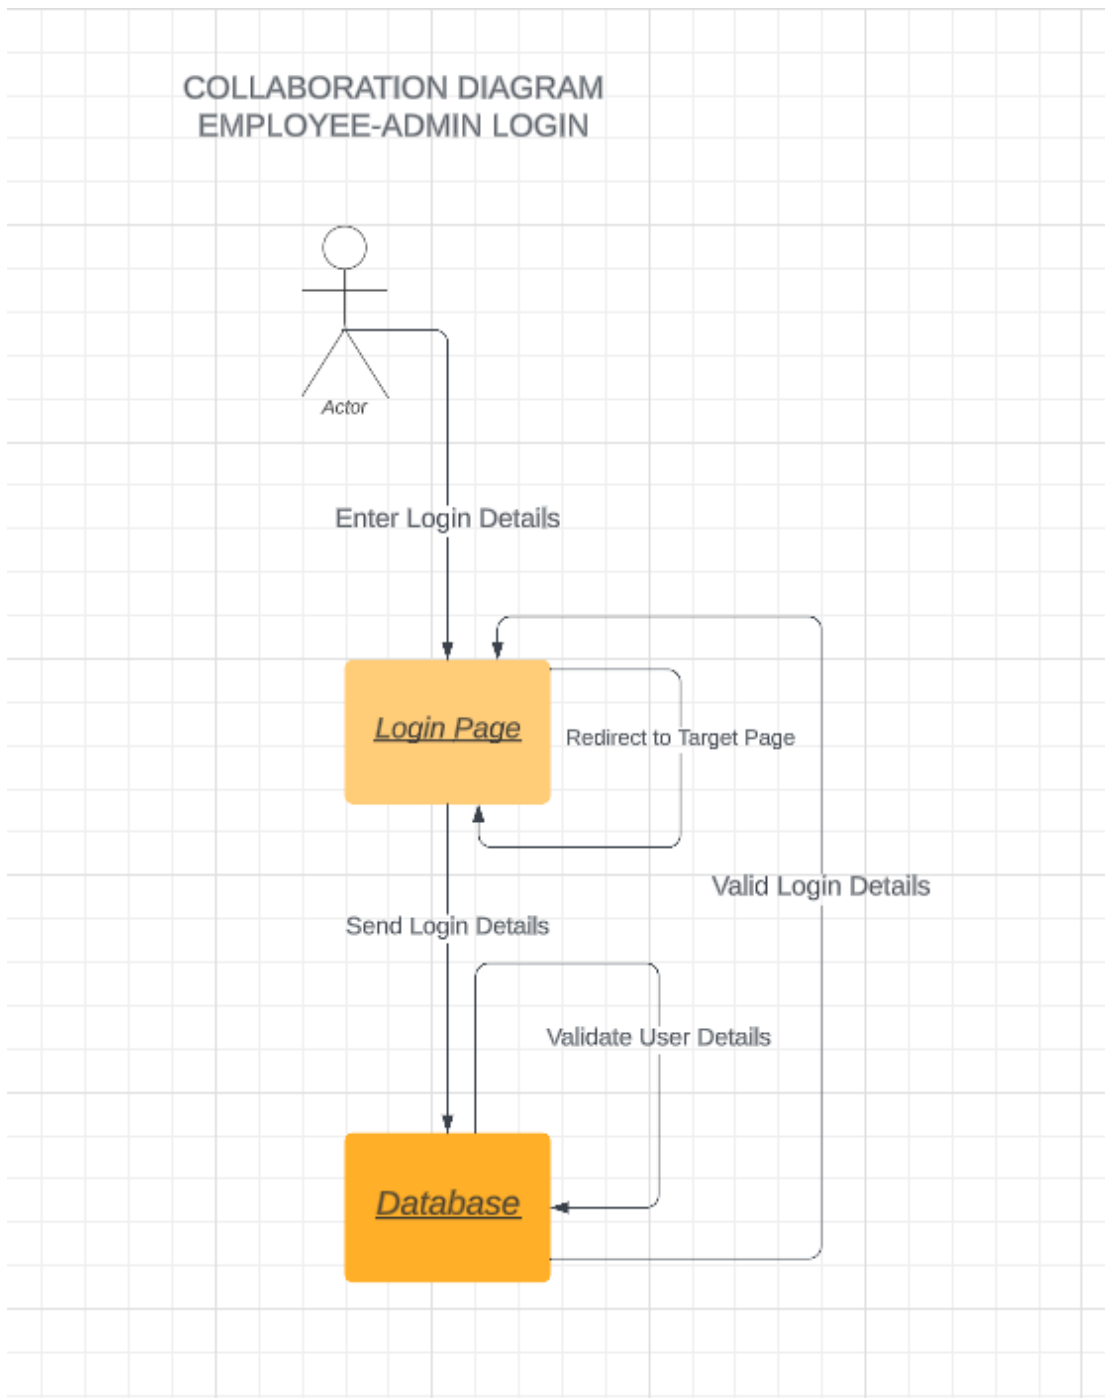 COLLABORATION DIAGRAM
EMPLOYEE-ADMIN LOGIN
Actor
Enter Login Details
Login Page
Redirect to Target Page
Valid Login Details
Send Login Details
Validate User Details
Database